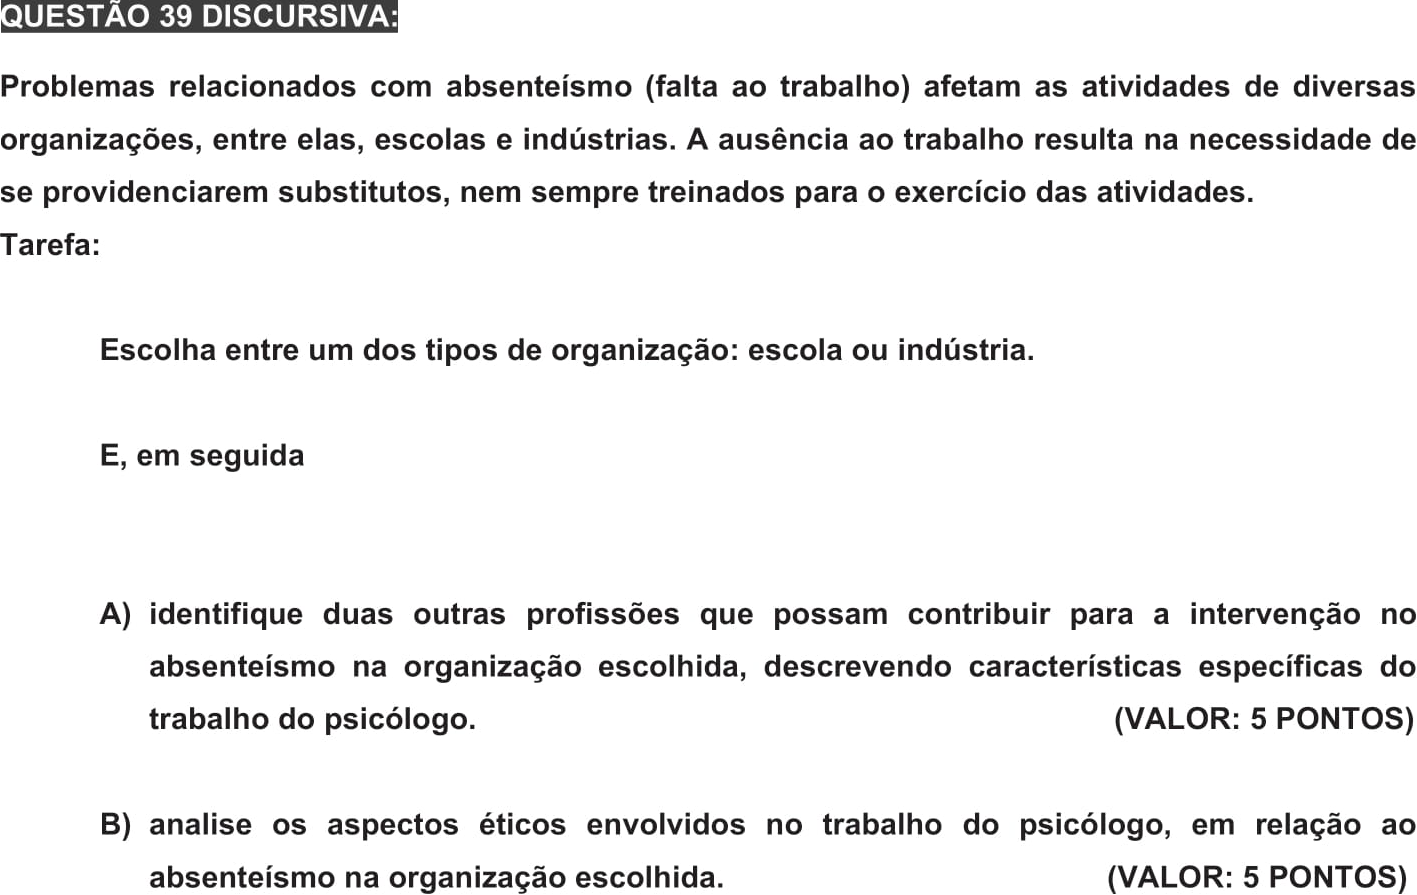 QUESTÃO 39 DISCURSIVA:
Problemas relacionados com absenteísmo (falta ao trabalho) afetam as atividades de diversas
organizações, entre elas, escolas e indústrias. A ausência ao trabalho resulta na necessidade de
se providenciarem substitutos, nem sempre treinados para o exercício das atividades.
Tarefa:
Escolha entre um dos tipos de organização: escola ou indústria.
E, em seguida
A) identifique duas outras profissões que possam contribuir para a intervenção no
absenteísmo na organização escolhida, descrevendo características específicas do
trabalho do psicólogo. (VALOR: 5 PONTOS)
B) analise os aspectos éticos envolvidos no trabalho do psicólogo, em relação ao
absenteísmo na organização escolhida. (VALOR: 5 PONTOS)